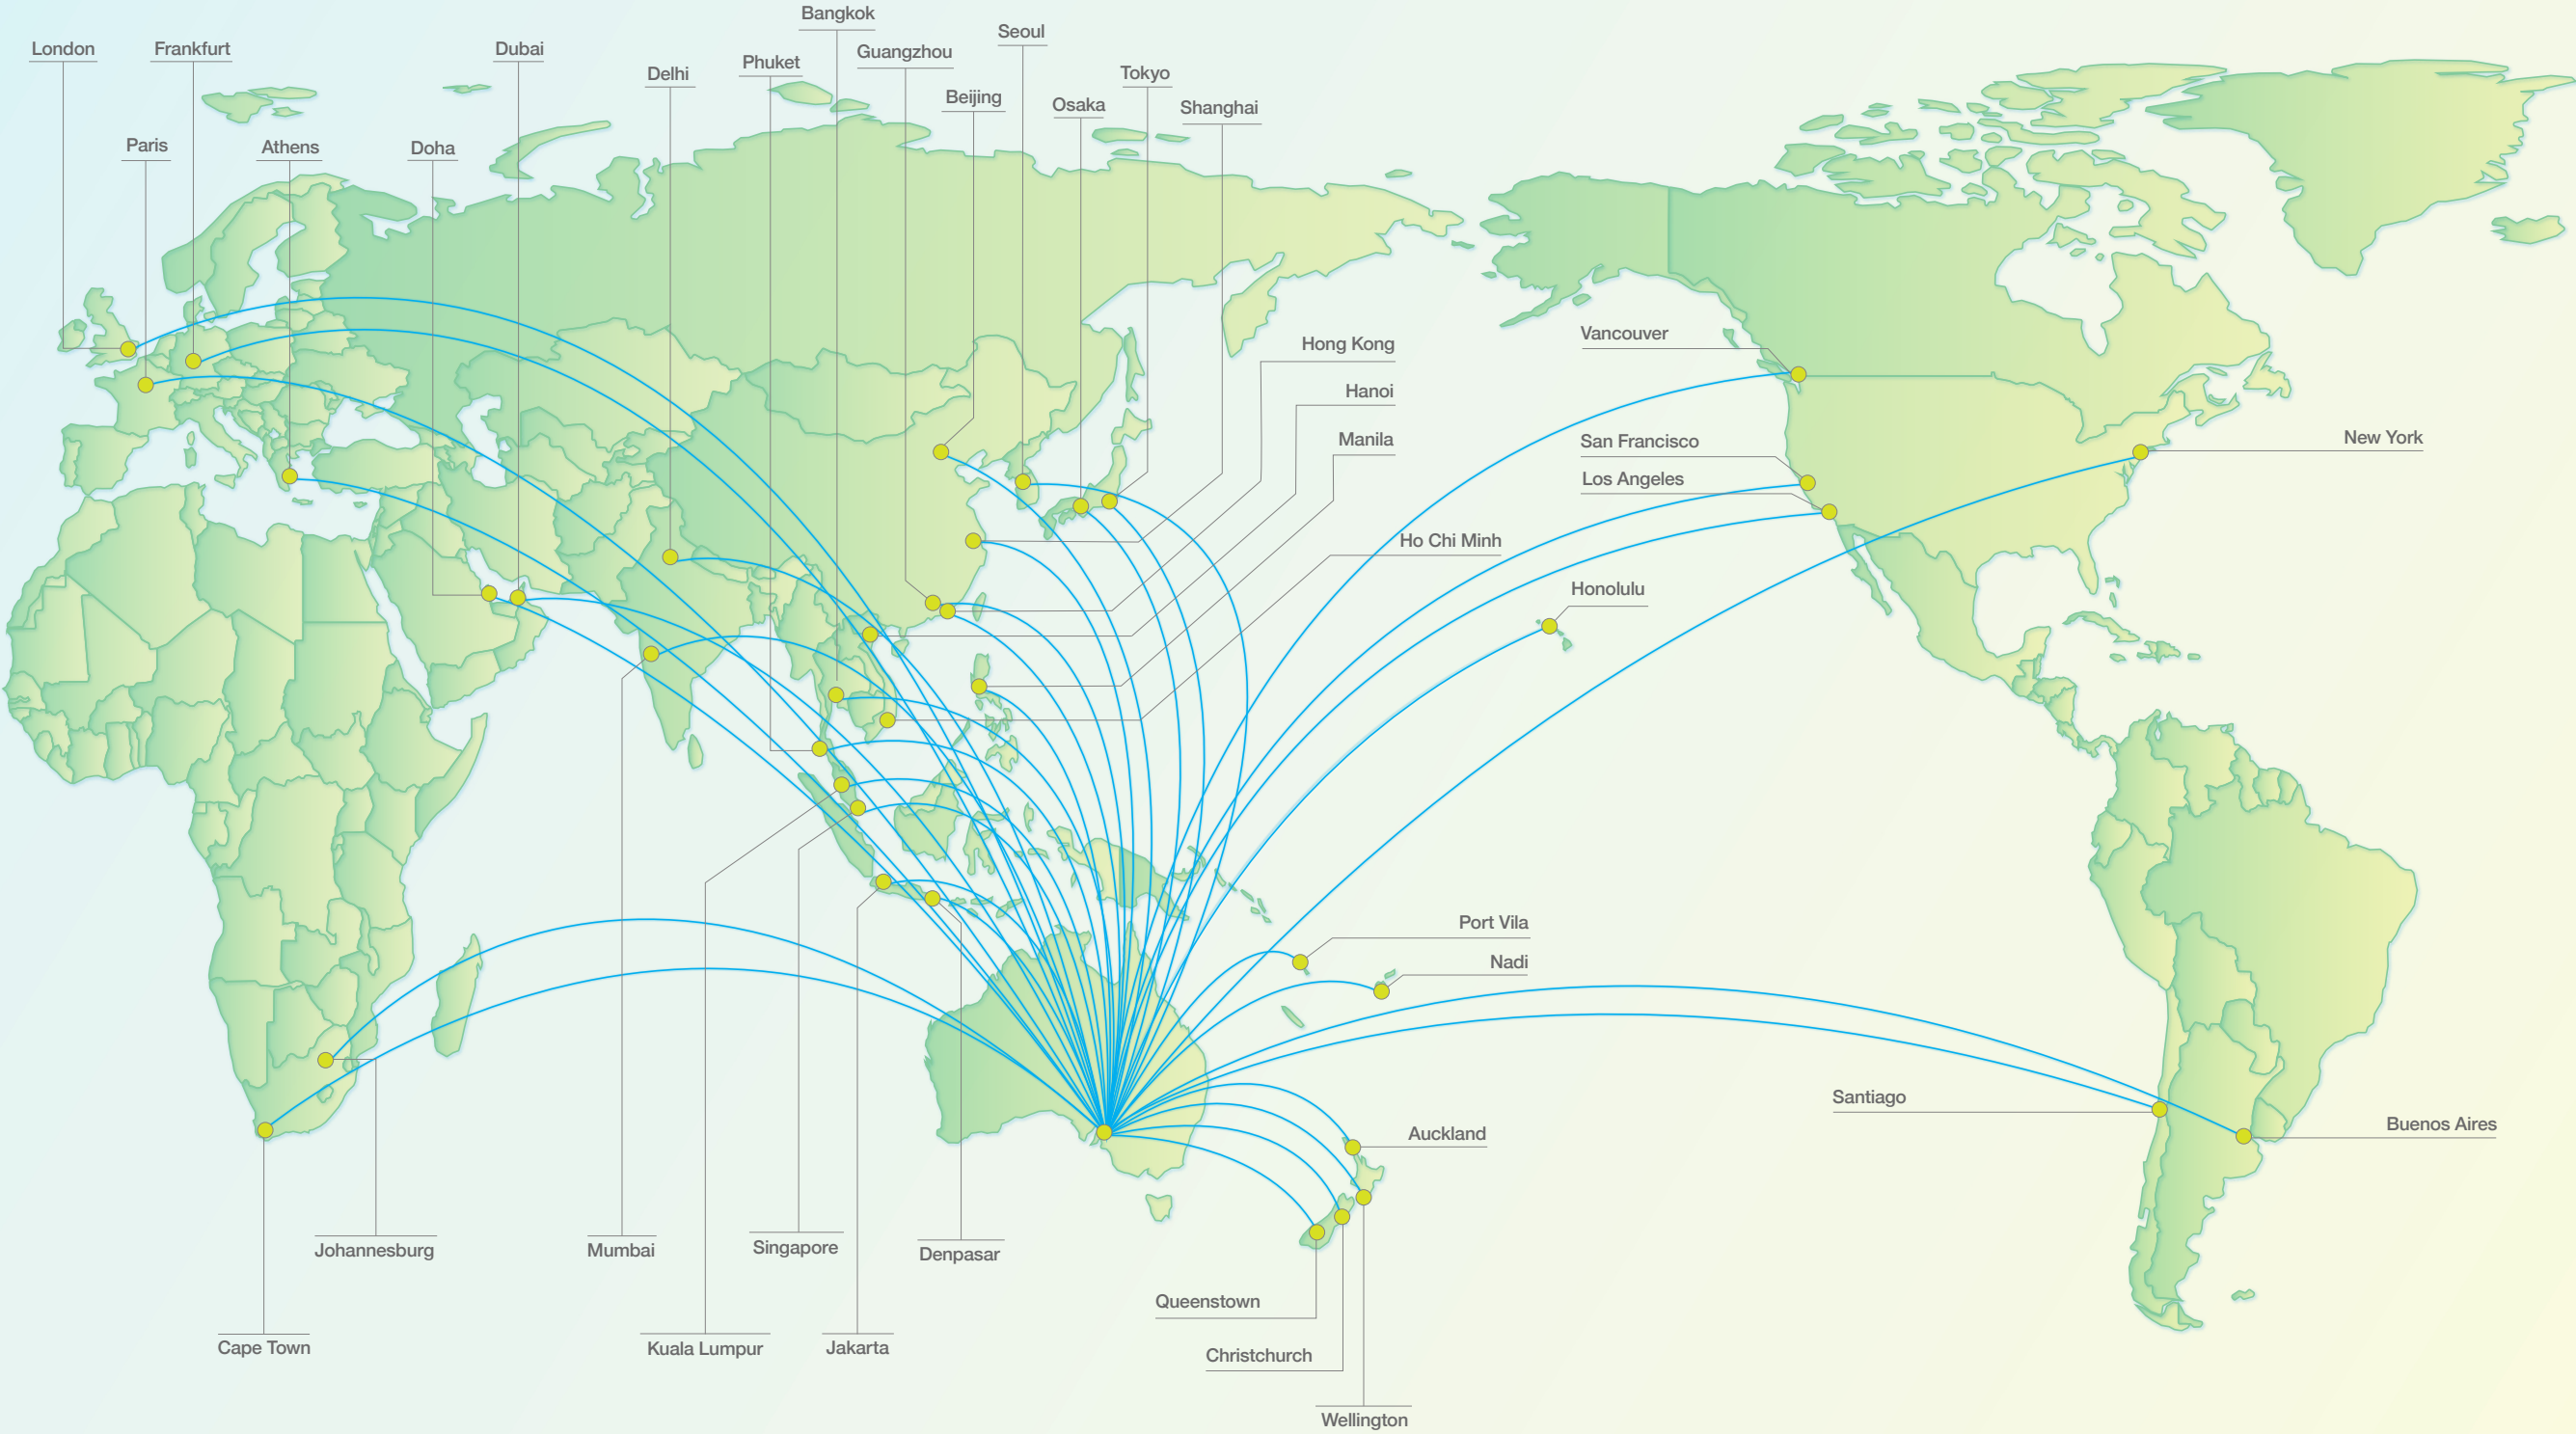 Bangkok
Seoul
London
Frankfurt
Dubai
Guangzhou
Phuket
Delhi
Tokyo
Beijing
Osaka
Shanghai
Paris
Athens
Doha
Vancouver
Hong Kong
Hanoi
New York
Manila
San Francisco
Los Angeles
Ho Chi Minh
Honolulu
Port Vila
Nadi
Santiago
Buenos Aires
Auckland
Johannesburg
Mumbai
Singapore
Denpasar
Queenstown
Cape Town
Kuala Lumpur
Jakarta
Christchurch
Wellington